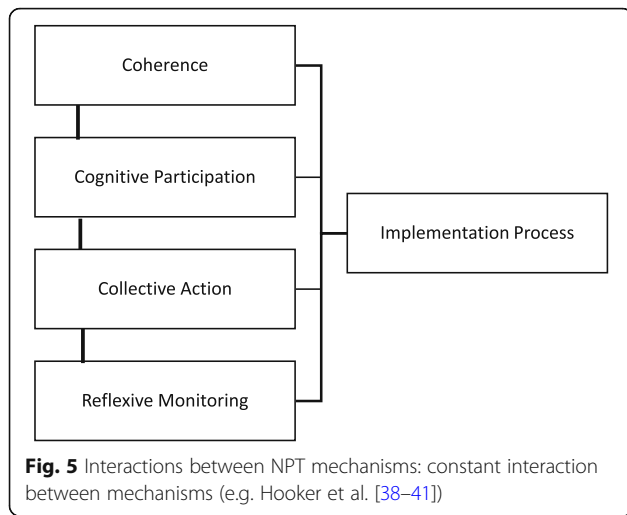 Coherence
Cognitive Participation
Implementation Process
Collective Action
Reflexive Monitoring
Fig. 5 Interactions between NPT mechanisms: constant interaction
between mechanisms (e.g. Hooker et al. [38–41])